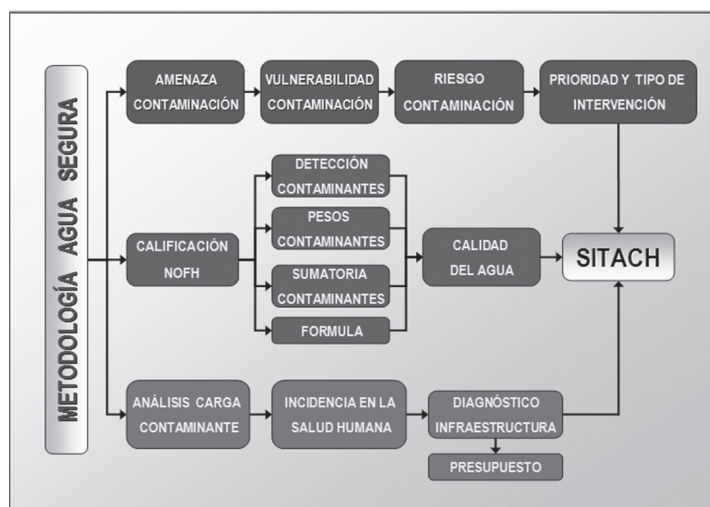 METODOLOGÍA AGUA SEGURA
AMENAZA
CONTAMINACIÓN
VULNERABILIDAD
CONTAMINACIÓN
RIESGO
CONTAMINACIÓN
PRIORIDAD Y TIPO DE
INTERVENCIÓN
CALIFICACIÓN
NOFH
DETECCIÓN
CONTAMINANTES
PESOS
CONTAMINANTES
SUMATORIA
CONTAMINANTES
FORMULA
CALIDAD
DEL AGUA
SITACH
ANÁLISIS CARGA
CONTAMINANTE
INCIDENCIA EN LA
SALUD HUMANA
DIAGNÓSTICO
INFRAESTRUCTURA
PRESUPUESTO